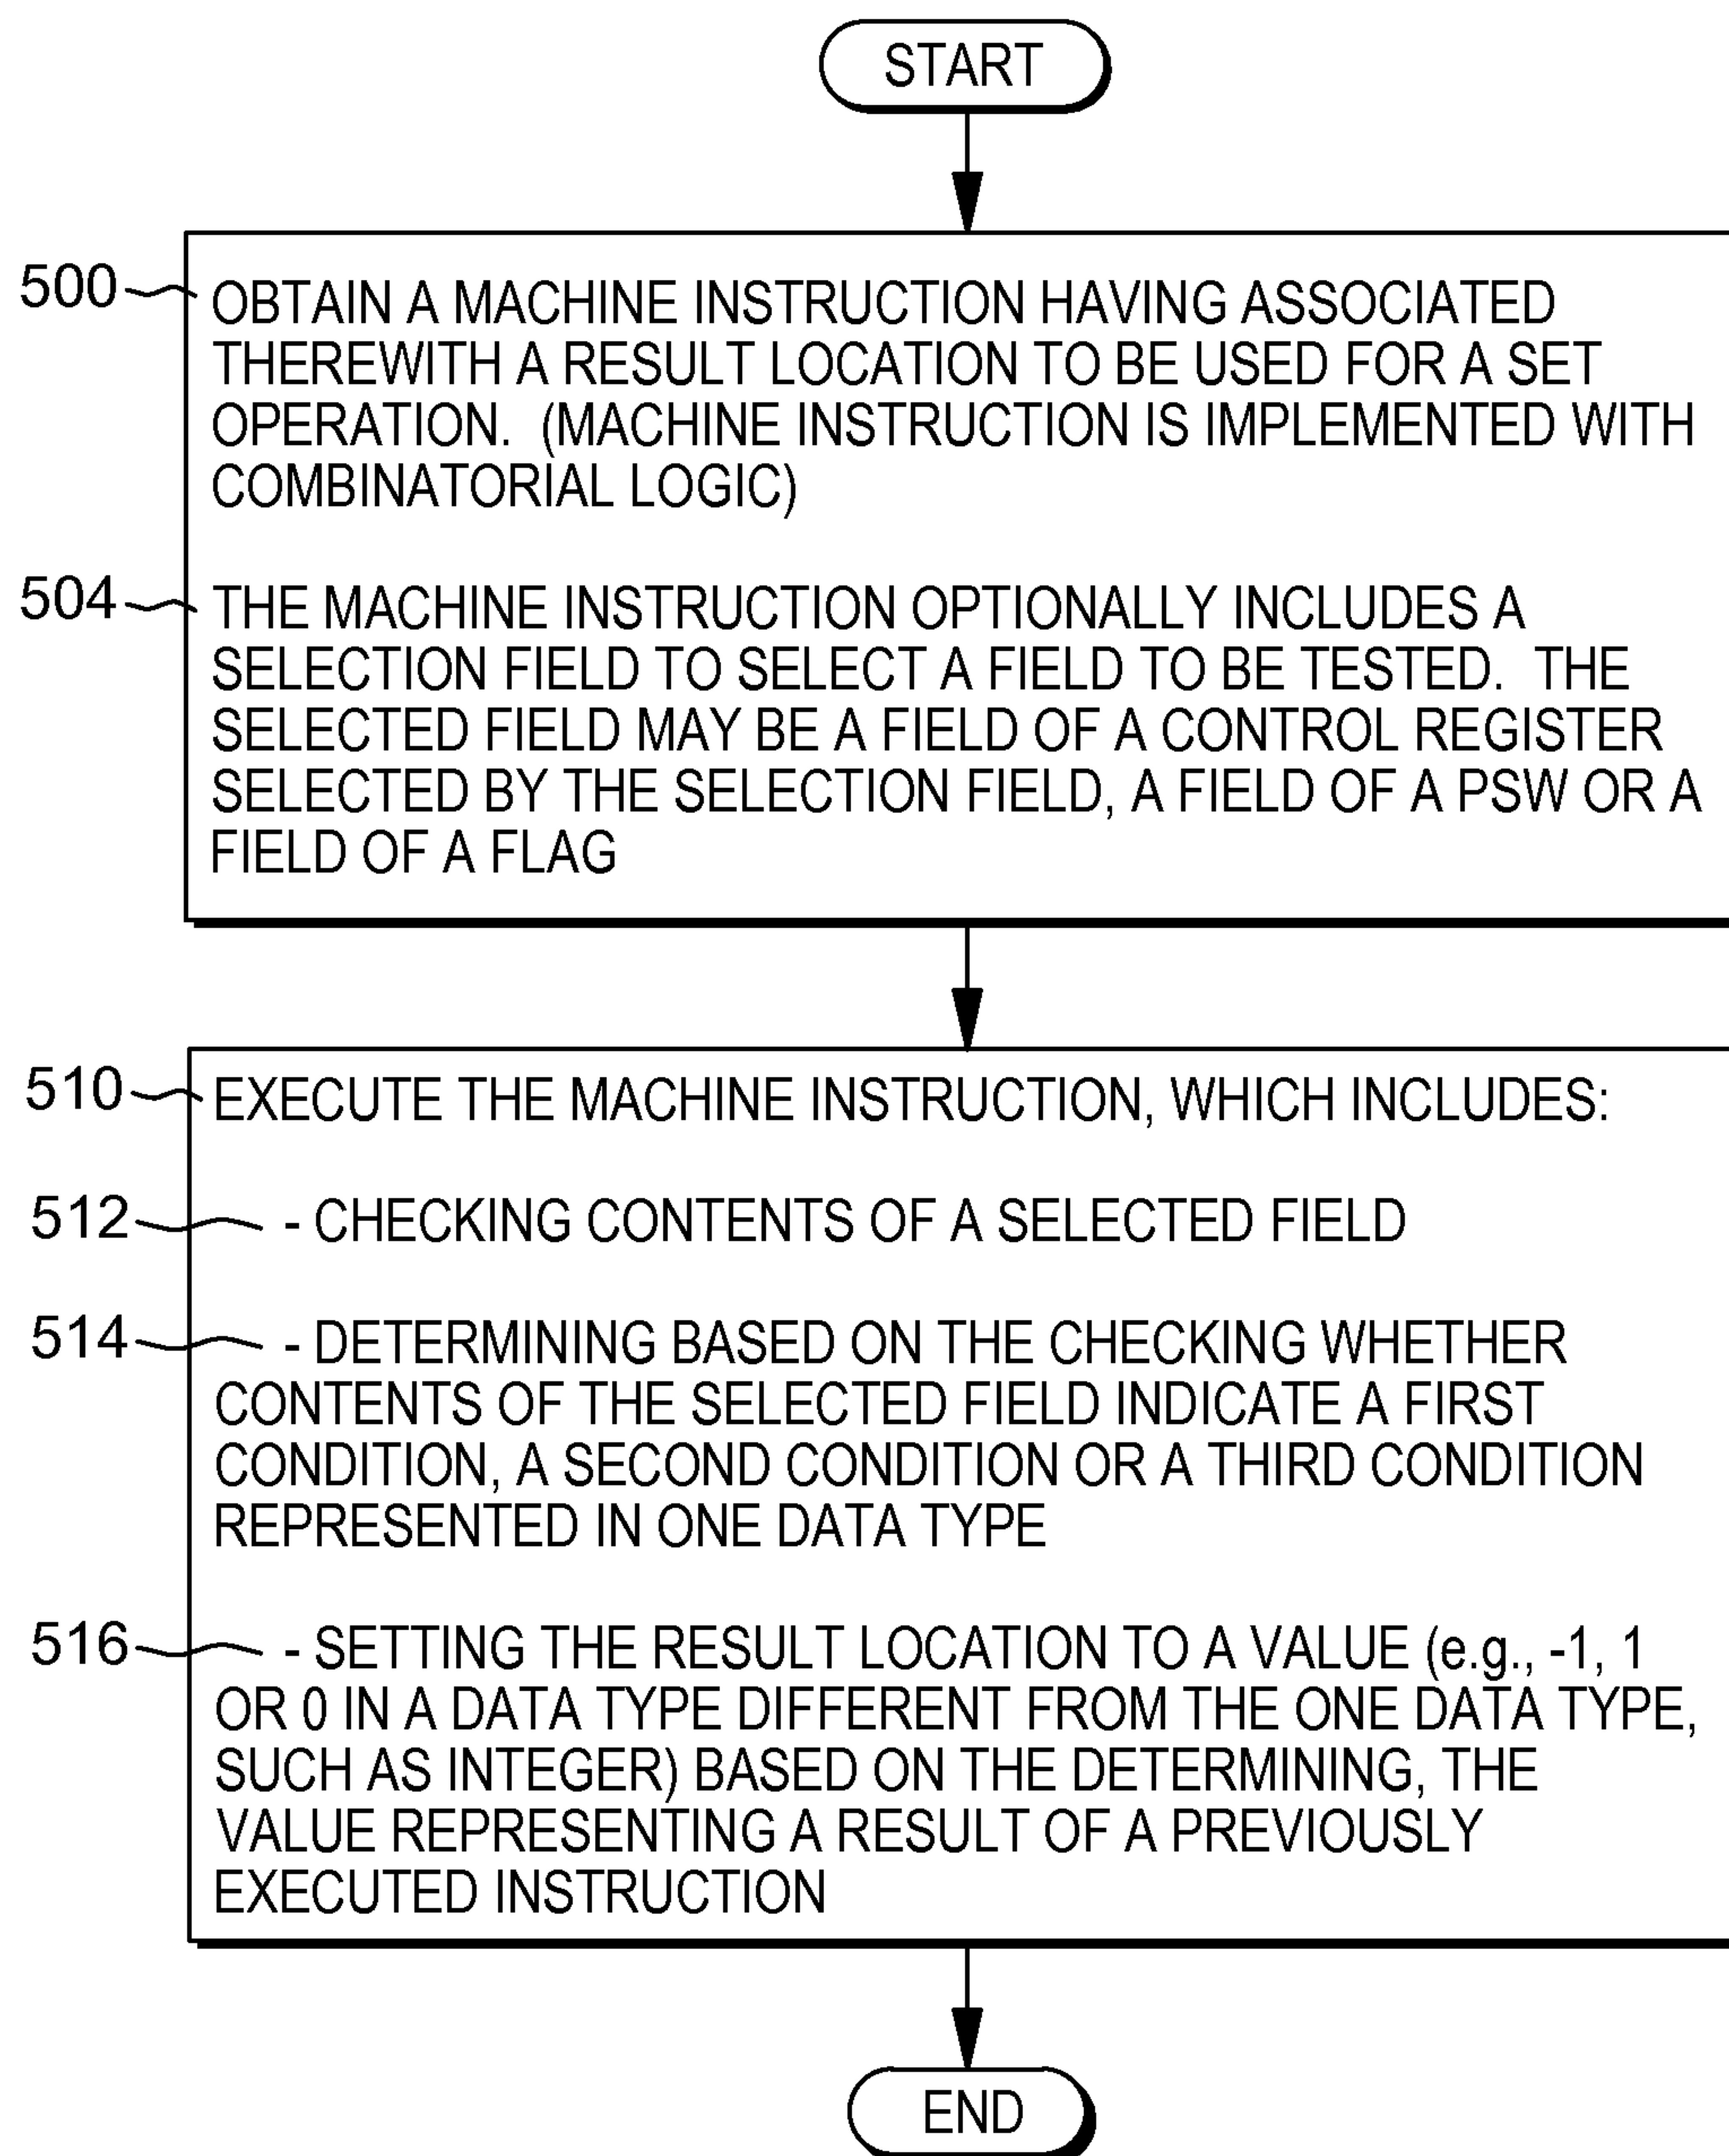 START
500 OBTAIN A MACHINE INSTRUCTION HAVING ASSOCIATED
THEREWITH A RESULT LOCATION TO BE USED FOR A SET
OPERATION. (MACHINE INSTRUCTION IS IMPLEMENTED WITH
COMBINATORIAL LOGIC)
504 THE MACHINE INSTRUCTION OPTIONALLY INCLUDES A
SELECTION FIELD TO SELECT A FIELD TO BE TESTED. THE
SELECTED FIELD MAY BE A FIELD OF A CONTROL REGISTER
SELECTED BY THE SELECTION FIELD, A FIELD OF A PSW OR A
FIELD OF A FLAG
510 EXECUTE THE MACHINE INSTRUCTION, WHICH INCLUDES:
512 - CHECKING CONTENTS OF A SELECTED FIELD
514 - DETERMINING BASED ON THE CHECKING WHETHER
CONTENTS OF THE SELECTED FIELD INDICATE A FIRST
CONDITION, A SECOND CONDITION OR A THIRD CONDITION
REPRESENTED IN ONE DATA TYPE
516 - SETTING THE RESULT LOCATION TO A VALUE (e.g., -1, 1
OR 0 IN A DATA TYPE DIFFERENT FROM THE ONE DATA TYPE,
SUCH AS INTEGER) BASED ON THE DETERMINING, THE
VALUE REPRESENTING A RESULT OF A PREVIOUSLY
EXECUTED INSTRUCTION
END